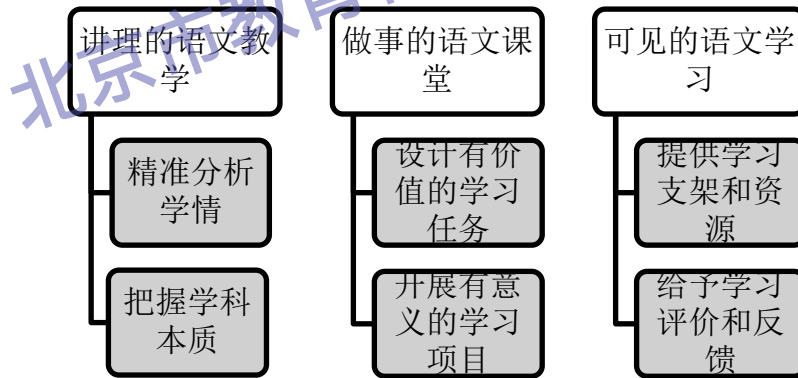 北京市教育
讲理的语文教
学
精准分析
学情
把握学科
本质
做事的语文课
堂
设计有价
值的学习
任务
开展有意
义的学习
项目
可见的语文学
习
提供学习
支架和资
源
给予学习
评价和反
馈